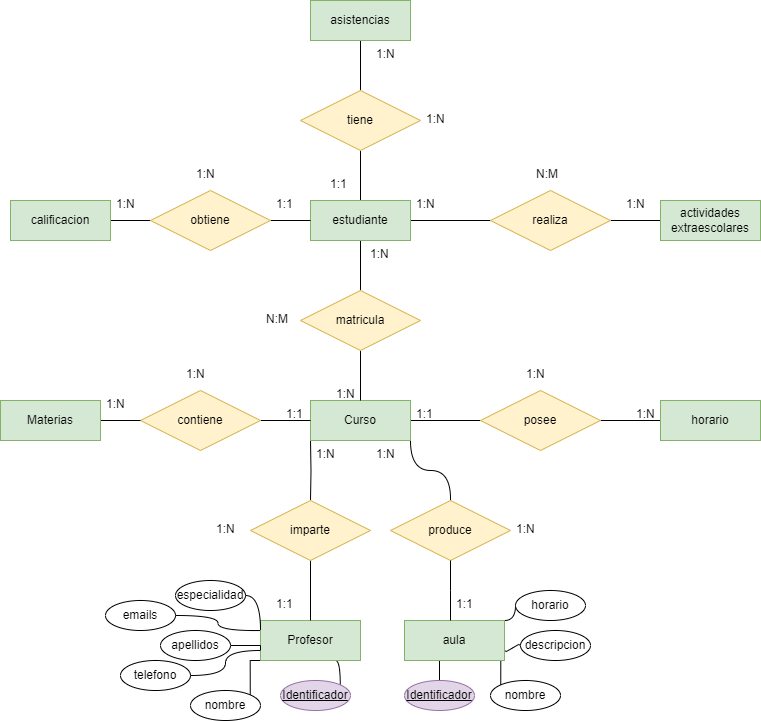 asistencias
1:N
tiene
1:N
1:1
1:N
N:M
calificacion
1:N
obtiene
1:1
estudiante
1:N
realiza
1:N
actividades
extraescolares
1:N
N:M
matricula
1:N
1:N
1:N
Materias
1:N
contiene
1:1
Curso
1:1
posee
1:N
horario
1:N
1:N
1:N
imparte
produce
1:N
1:1
1:1
especialidad
emails
horario
apellidos
Profesor
aula
descripcion
telefono
nombre
Identificador
Identificador
nombre